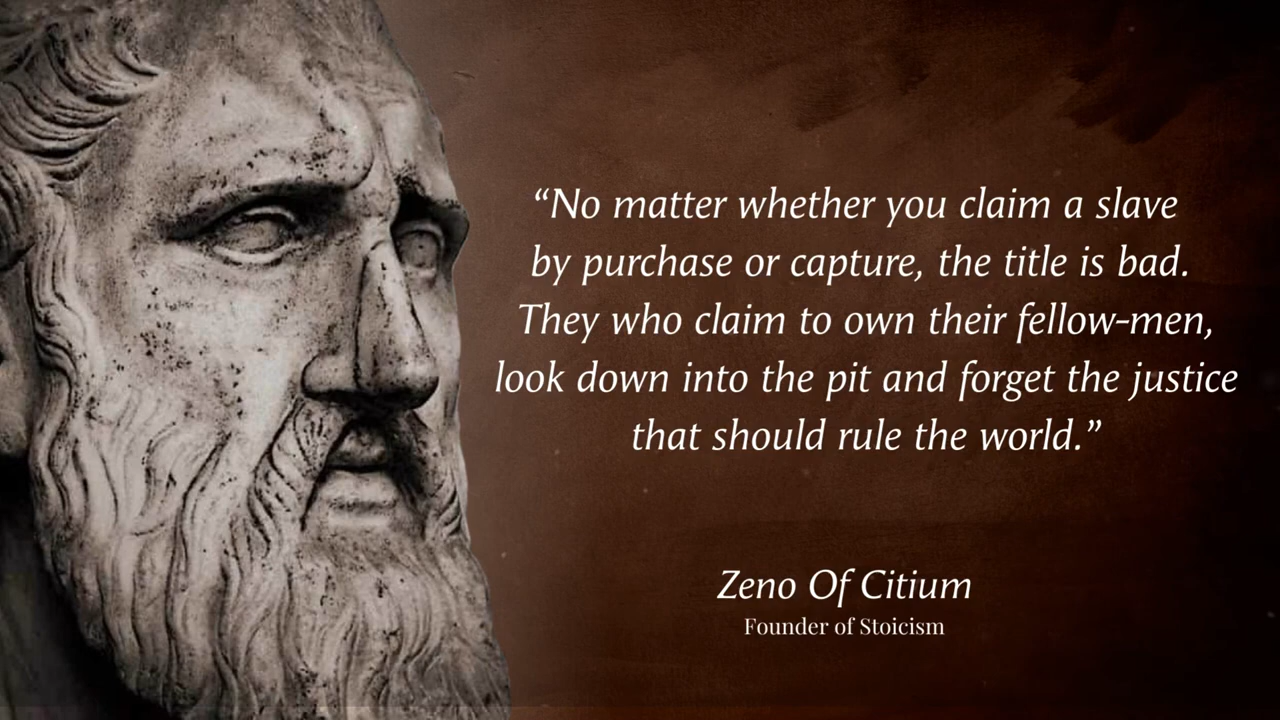 “No matter whether you claim a slave
by purchase or capture, the title is bad.
They who claim to own their fellow-men,
look down into the pit and forget the justice
that should rule the world.”
Zeno Of Citium
Founder of Stoicism